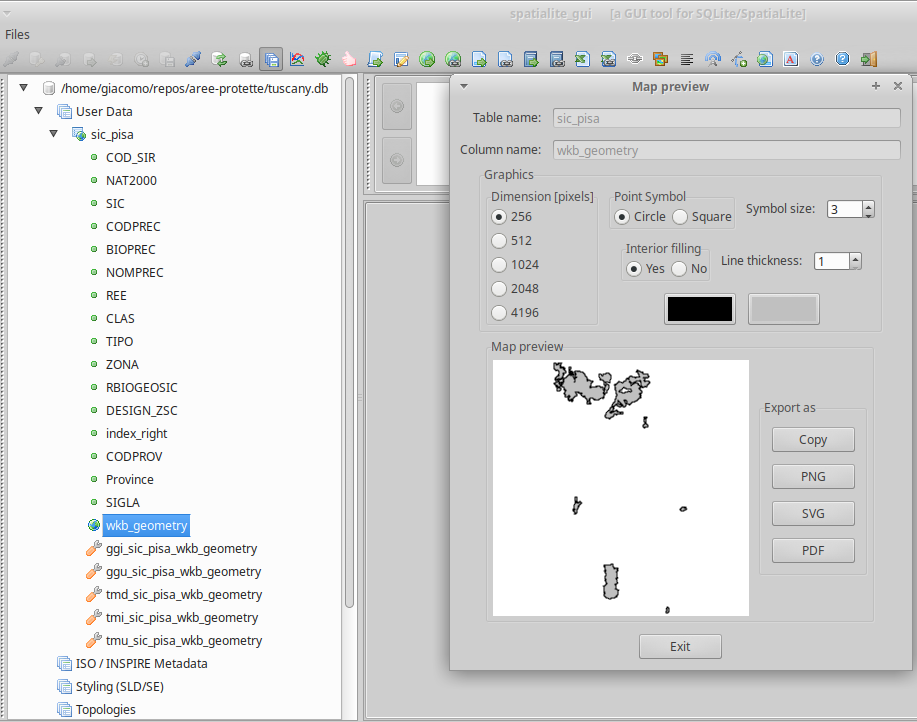 spatialite_gui [a GUI tool for SQLite/SpatiaLite]
Files
/home/giacomo/repos/aree-protette/tuscany.db
User Data
sic_pisa
COD_SIR
NAT2000
SIC
CODPREC
BIOPREC
NOMPREC
REE
CLAS
TIPO
ZONA
RBIOGEOSIC
DESIGN_ZSC
index_right
CODPROV
Province
SIGLA
wkb_geometry
ggi_sic_pisa_wkb_geometry
ggu_sic_pisa_wkb_geometry
tmd_sic_pisa_wkb_geometry
tmi_sic_pisa_wkb_geometry
tmu_sic_pisa_wkb_geometry
ISO / INSPIRE Metadata
Styling (SLD/SE)
Topologies
Map preview
Table name: sic_pisa
Column name: wkb_geometry
Graphics
Dimension [pixels]
256
512
1024
2048
4196
Point Symbol
Circle Square
Symbol size: 3
Interior filling
Yes No
Line thickness: 1
Map preview
Export as
Copy
PNG
SVG
PDF
Exit